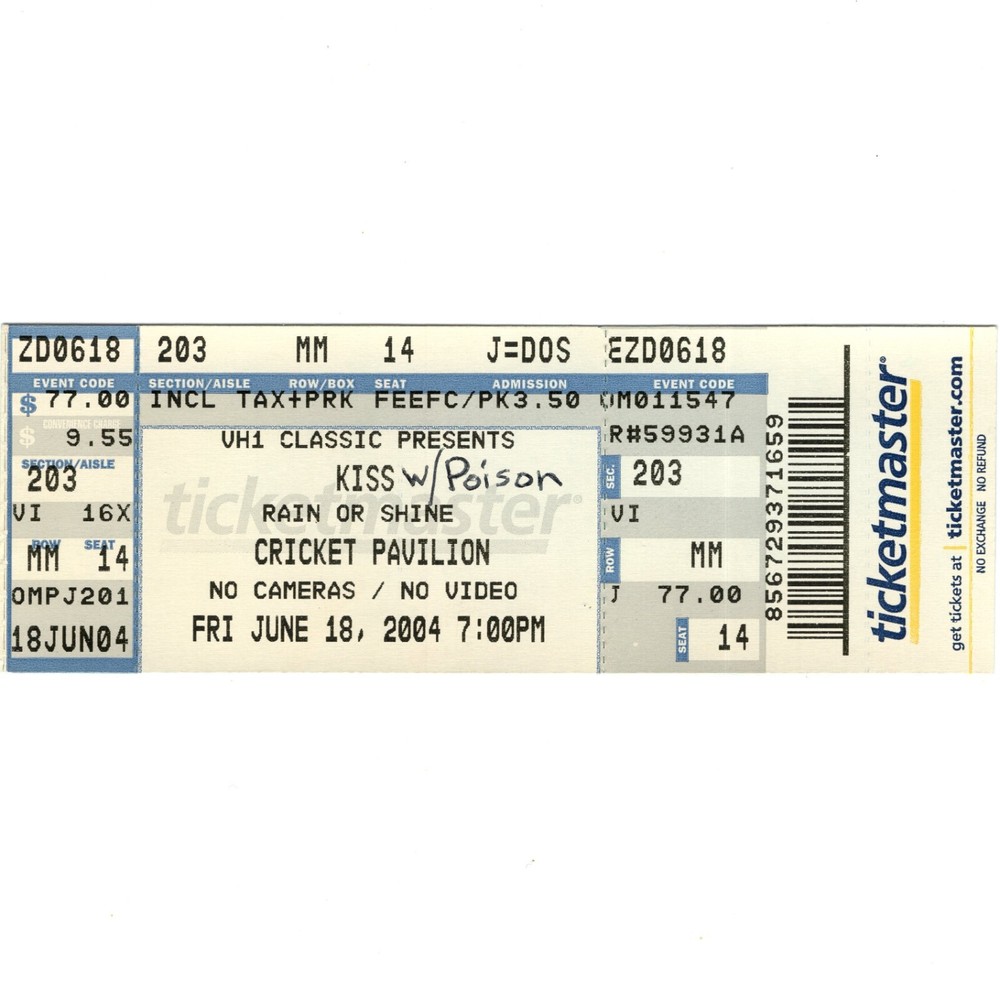 ZD0618 203 MM 14 J=DOS EZD0618
EVENT CODE SECTION/AISLE ROW/BOX SEAT ADMISSION EVENT CODE
$ 77.00 INCL TAX+PRK FEEFC/PK3.50 OM011547
CONVENIENCE CHARGE
$ 9.55 VH1 CLASSIC PRESENTS R#59931A
SECTION/AISLE
203 KISS w/Poison SEC. 203
ticketmaster®
VI 16X RAIN OR SHINE VI
ROW SEAT
MM 14 CRICKET PAVILION ROW MM
OMPJ201 NO CAMERAS / NO VIDEO J 77.00
18JUN04 FRI JUNE 18, 2004 7:00PM SEAT 14
856729371659
ticketmaster®
get tickets at ticketmaster.com
NO EXCHANGE NO REFUND